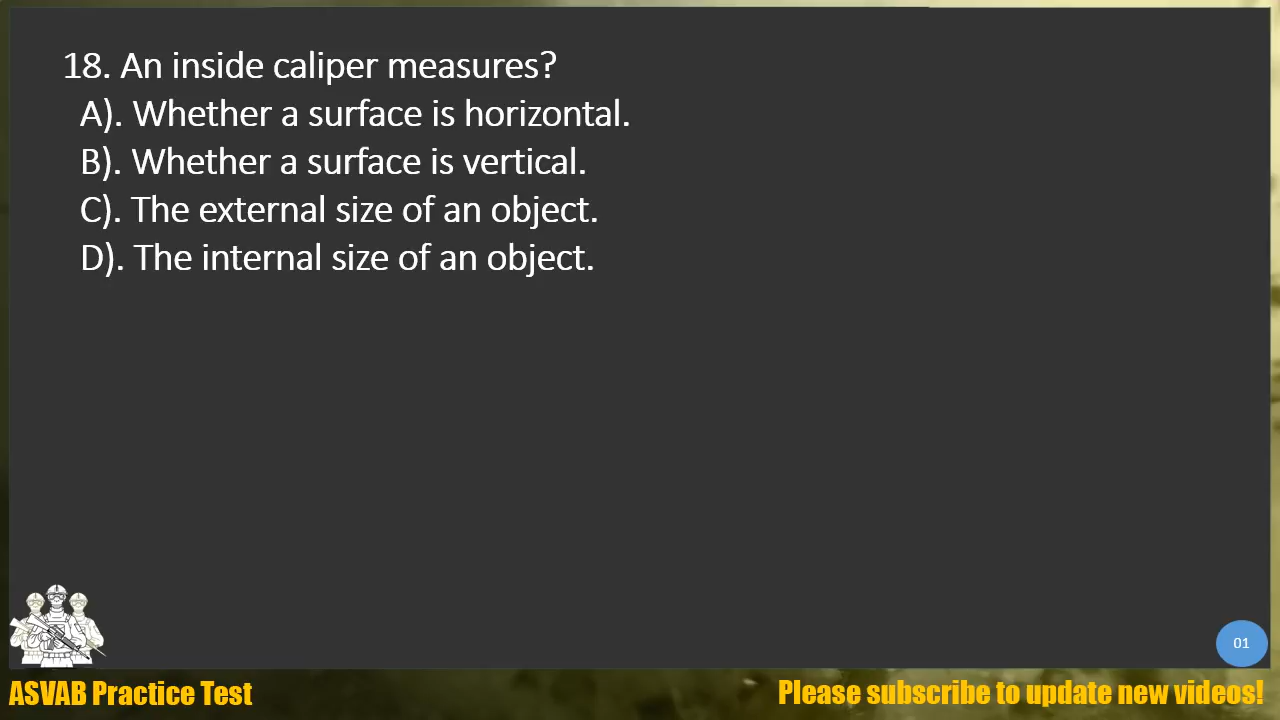 18. An inside caliper measures?
A). Whether a surface is horizontal.
B). Whether a surface is vertical.
C). The external size of an object.
D). The internal size of an object.
01
ASVAB Practice Test
Please subscribe to update new videos!